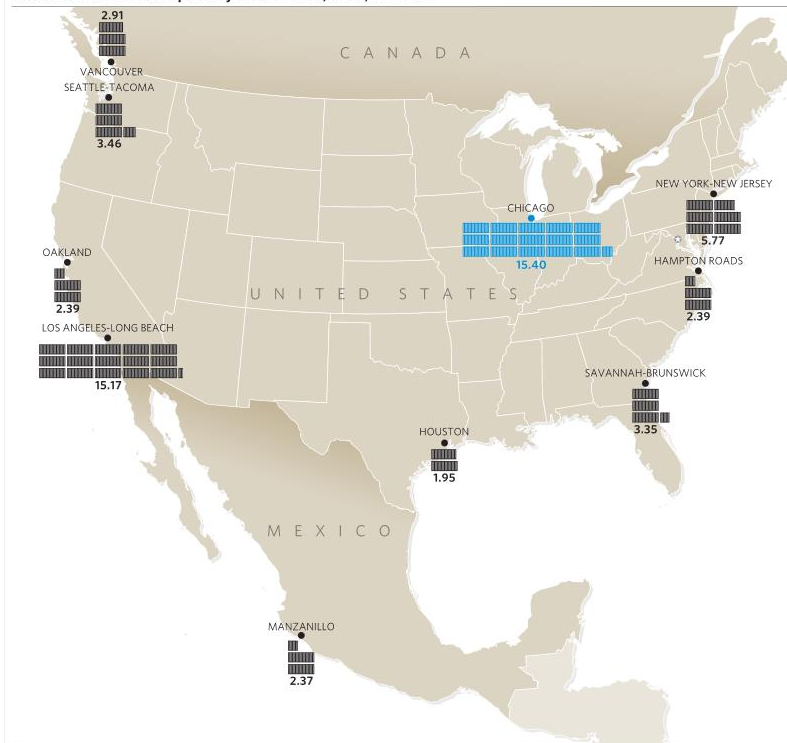 2.91
CANADA
VANCOUVER
SEATTLE-TACOMA
3.46
NEW YORK-NEW JERSEY
5.77
CHICAGO
15.40
OAKLAND
2.39
HAMPTON ROADS
2.39
UNITED STATES
LOS ANGELES-LONG BEACH
15.17
SAVANNAH-BRUNSWICK
3.35
HOUSTON
1.95
MEXICO
MANZANILLO
2.37